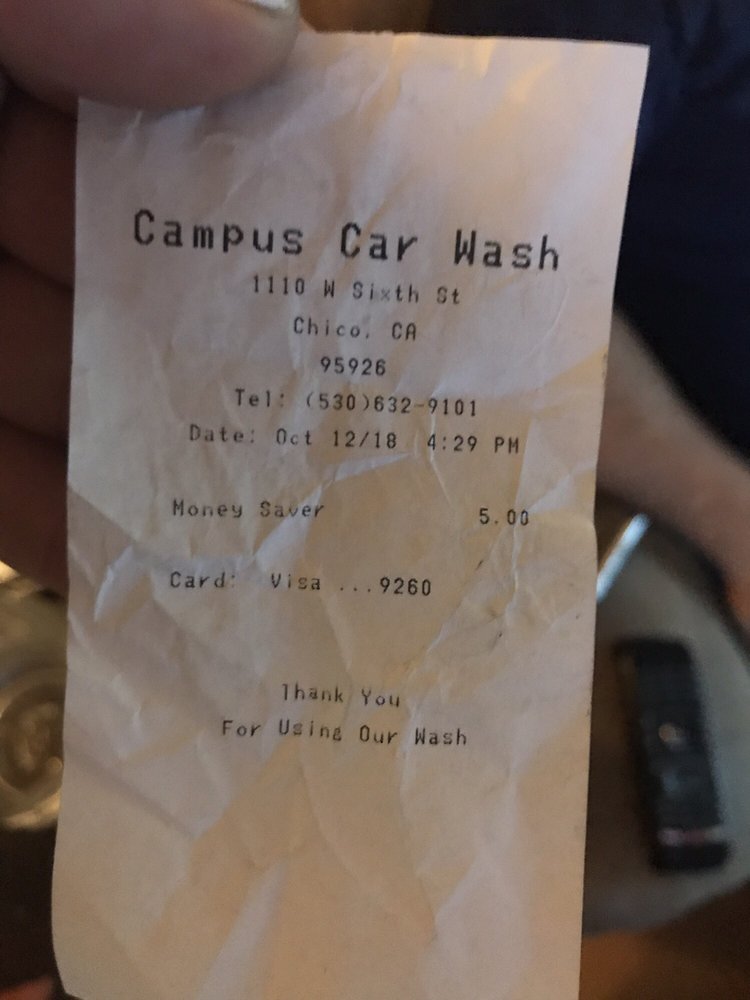 Campus Car Wash
1110 W Sixth St
Chico, CA
95926
Tel: (530)632-9101
Date: Oct 12/18 4:29 PM
Money Saver 5.00
Card: Visa ...9260
Thank You
For Using Our Wash